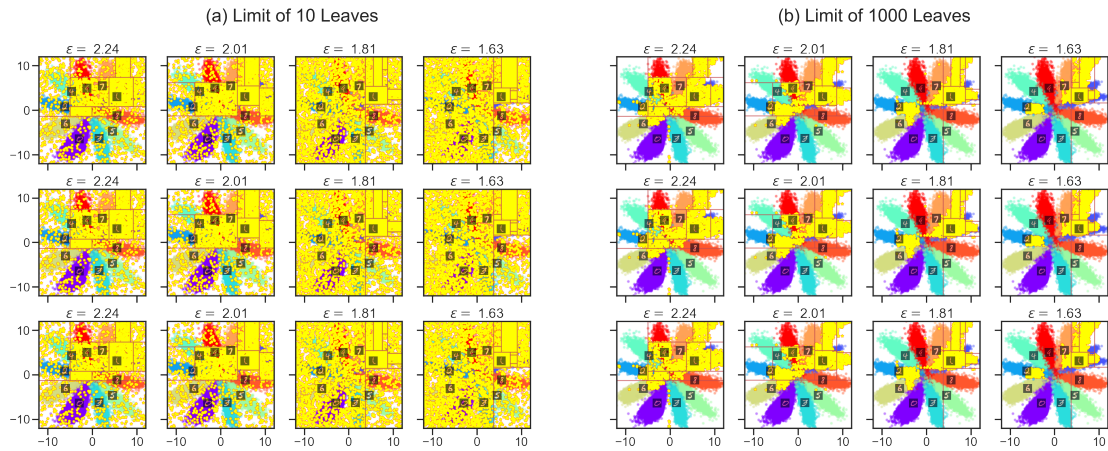 (a) Limit of 10 Leaves
(b) Limit of 1000 Leaves
ε = 2.24 ε = 2.01 ε = 1.81 ε = 1.63 ε = 2.24 ε = 2.01 ε = 1.81 ε = 1.63
10
0
−10
ε = 2.24 ε = 2.01 ε = 1.81 ε = 1.63 ε = 2.24 ε = 2.01 ε = 1.81 ε = 1.63
10
0
−10
ε = 2.24 ε = 2.01 ε = 1.81 ε = 1.63 ε = 2.24 ε = 2.01 ε = 1.81 ε = 1.63
10
0
−10
−10 0 10 −10 0 10 −10 0 10 −10 0 10 −10 0 10 −10 0 10 −10 0 10 −10 0 10